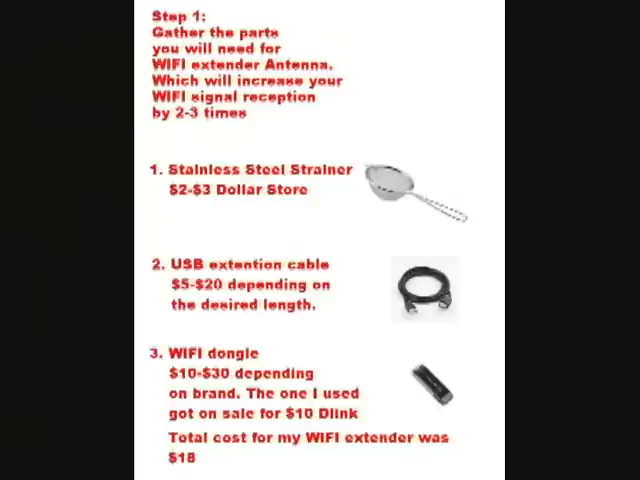 Step 1:
Gather the parts
you will need for
WIFI extender Antenna.
Which will increase your
WIFI signal reception
by 2-3 times
1. Stainless Steel Strainer
$2-$3 Dollar Store
2. USB extention cable
$5-$20 depending on
the desired length.
3. WIFI dongle
$10-$30 depending
on brand. The one I used
got on sale for $10 Dlink
Total cost for my WIFI extender was
$18